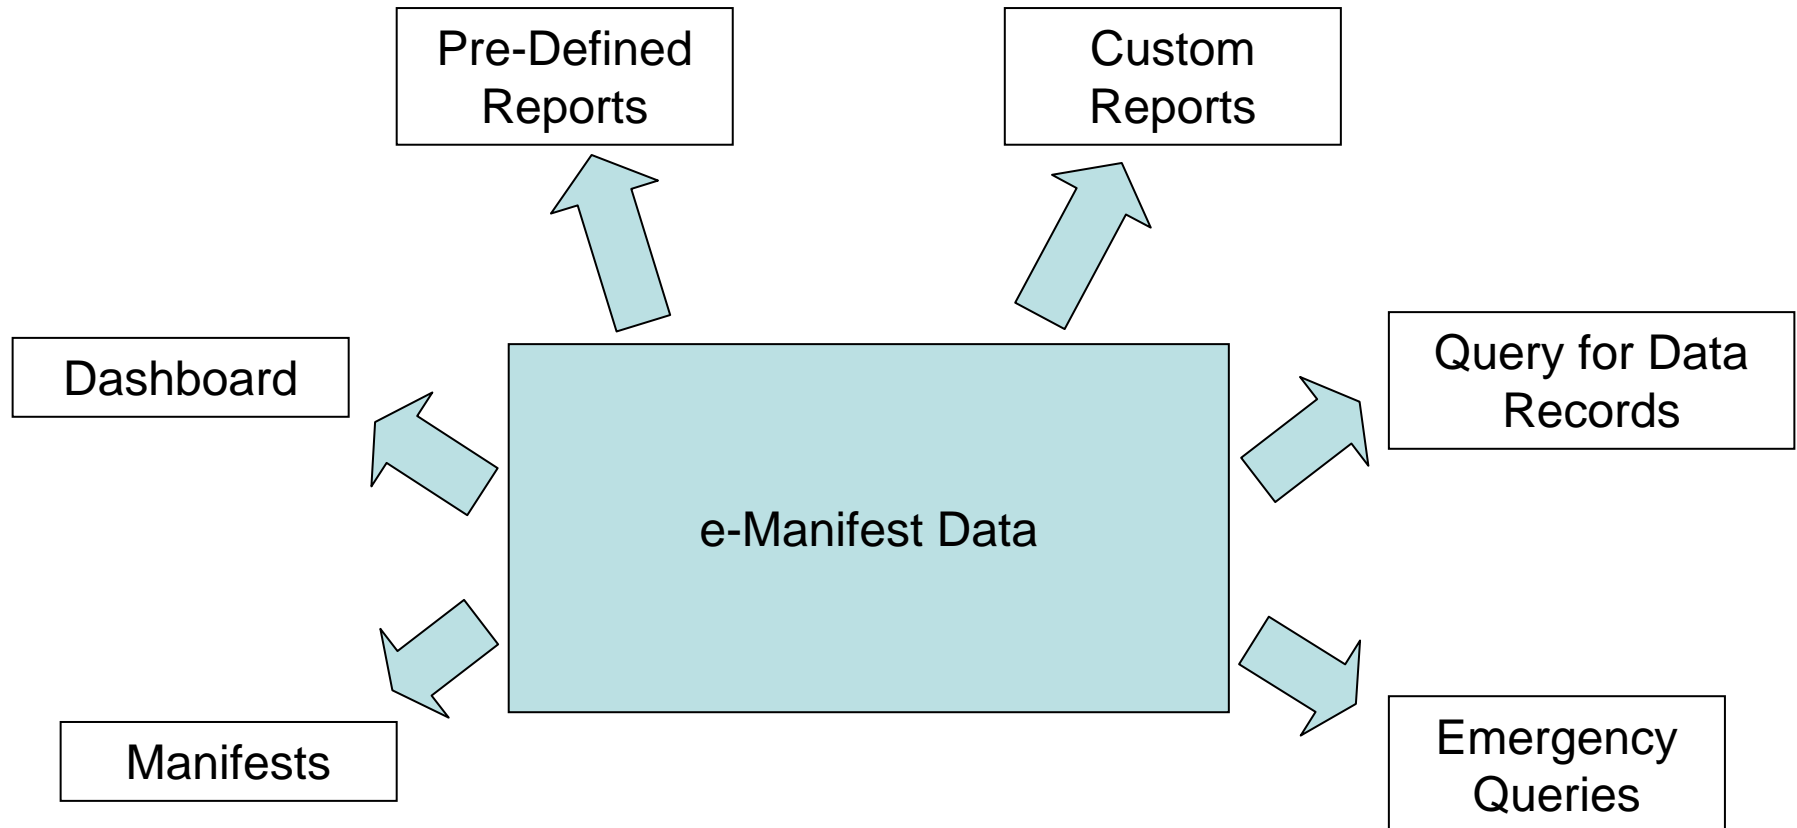 Pre-Defined
Reports
Custom
Reports
Dashboard
Query for Data
Records
e-Manifest Data
Manifests
Emergency
Queries